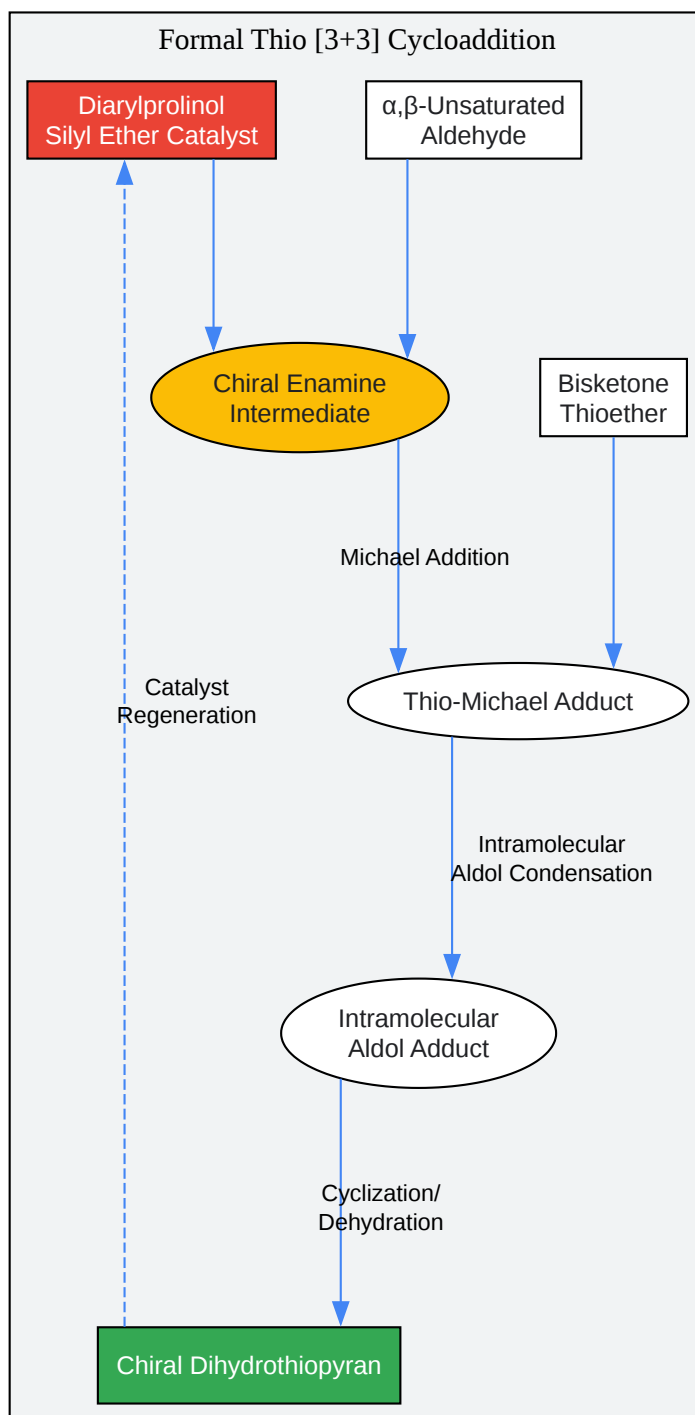 Formal Thio [3+3] Cycloaddition
Diarylprolinol
Silyl Ether Catalyst
α,β-Unsaturated
Aldehyde
Chiral Enamine
Intermediate
Bisketone
Thioether
Michael Addition
Catalyst
Regeneration
Thio-Michael Adduct
Intramolecular
Aldol Condensation
Intramolecular
Aldol Adduct
Cyclization/
Dehydration
Chiral Dihydrothiopyran